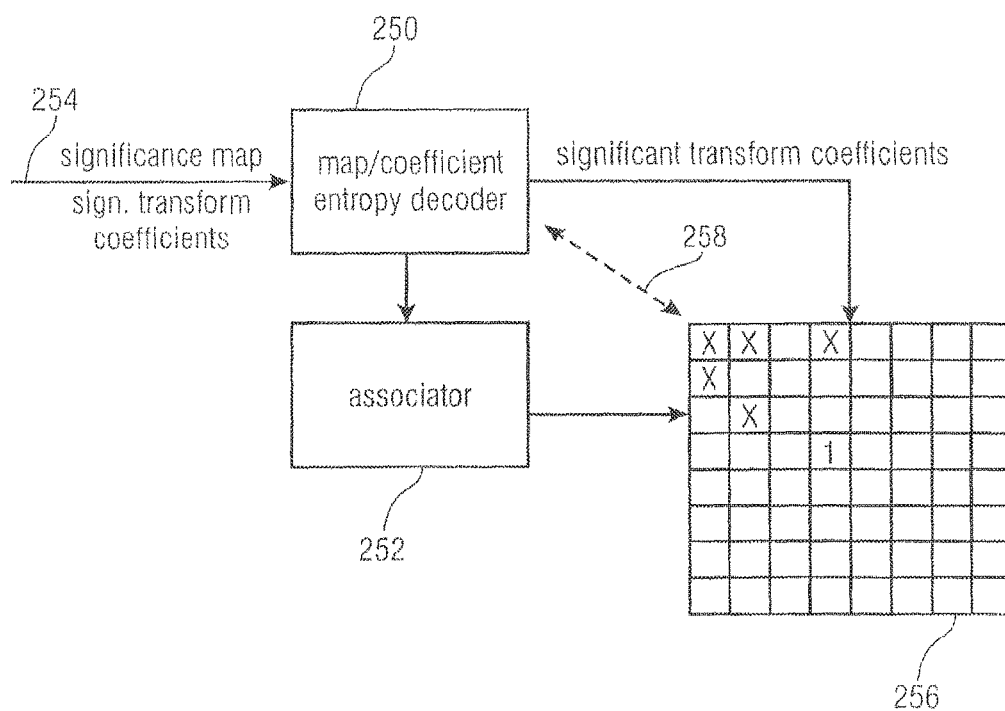 250
254
significance map
sign. transform
coefficients
map/coefficient
entropy decoder
significant transform coefficients
258
associator
X X X
X
X
1
252
256